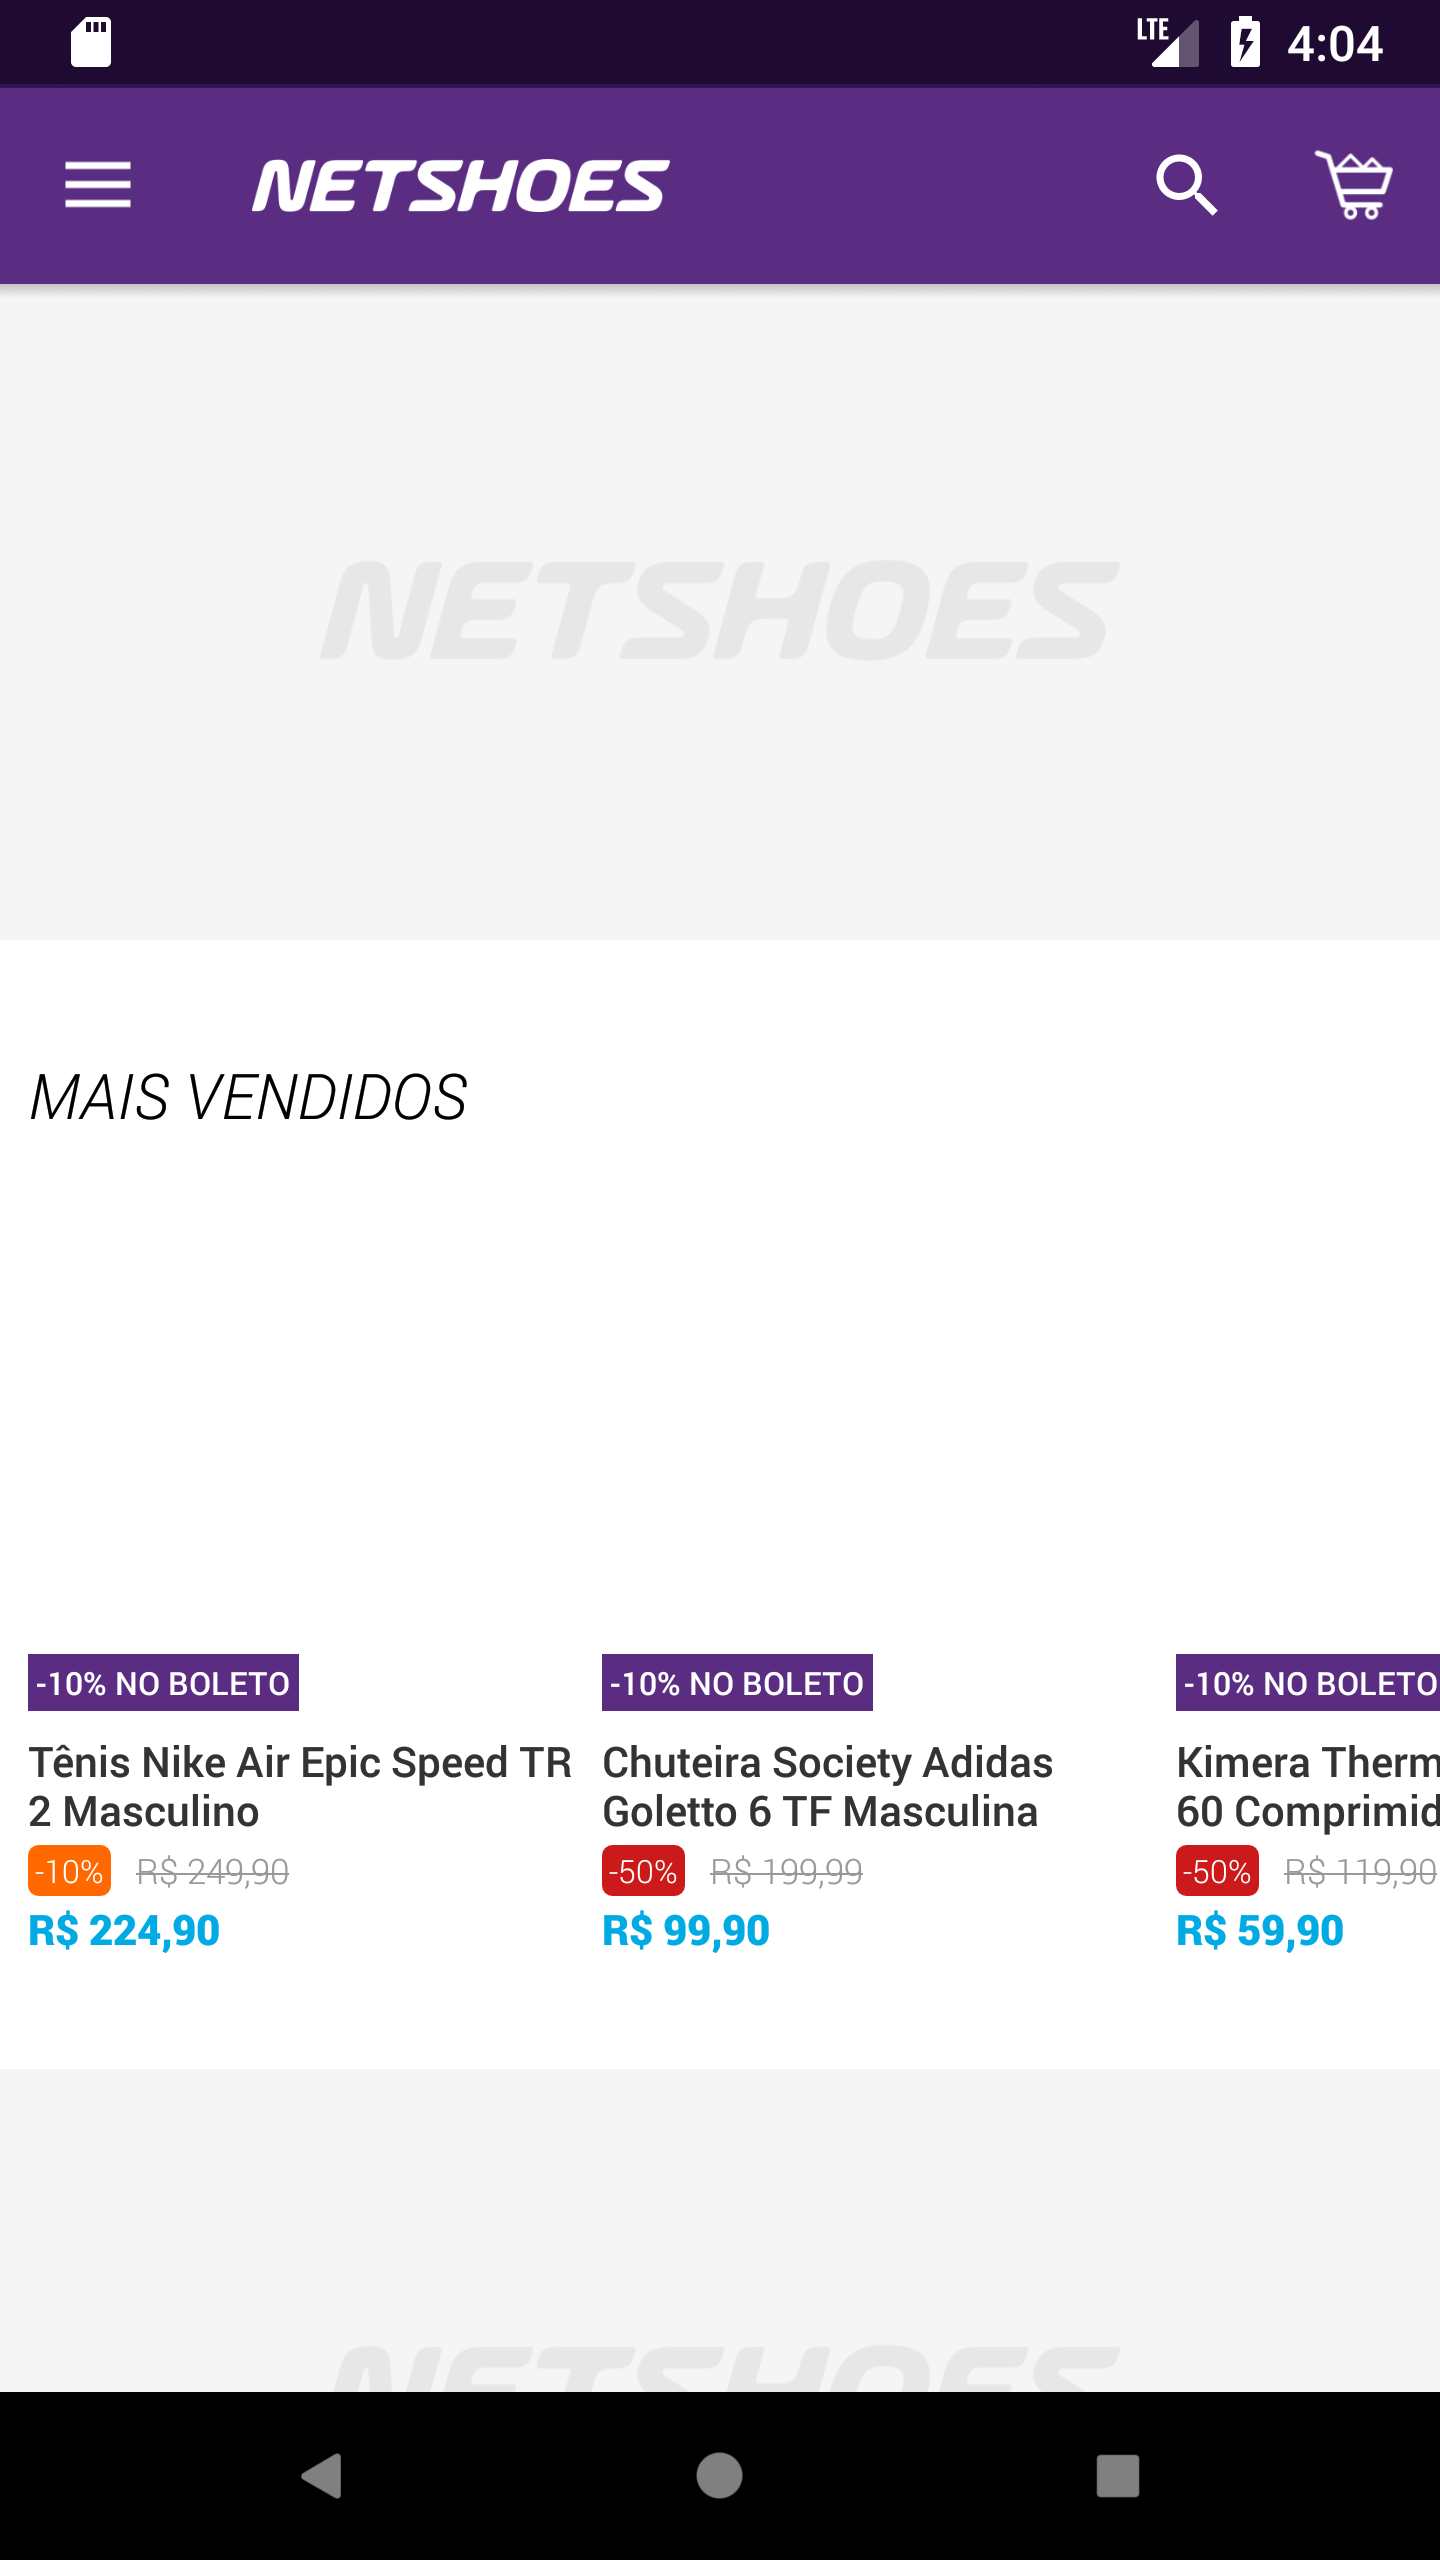 LTE 4:04
NETSHOES
NETSHOES
MAIS VENDIDOS
-10% NO BOLETO
Tênis Nike Air Epic Speed TR
2 Masculino
-10% R$ 249,90
R$ 224,90
-10% NO BOLETO
Chuteira Society Adidas
Goletto 6 TF Masculina
-50% R$ 199,99
R$ 99,90
-10% NO BOLETO
Kimera Therm
60 Comprimid
-50% R$ 119,90
R$ 59,90
NETSHOES